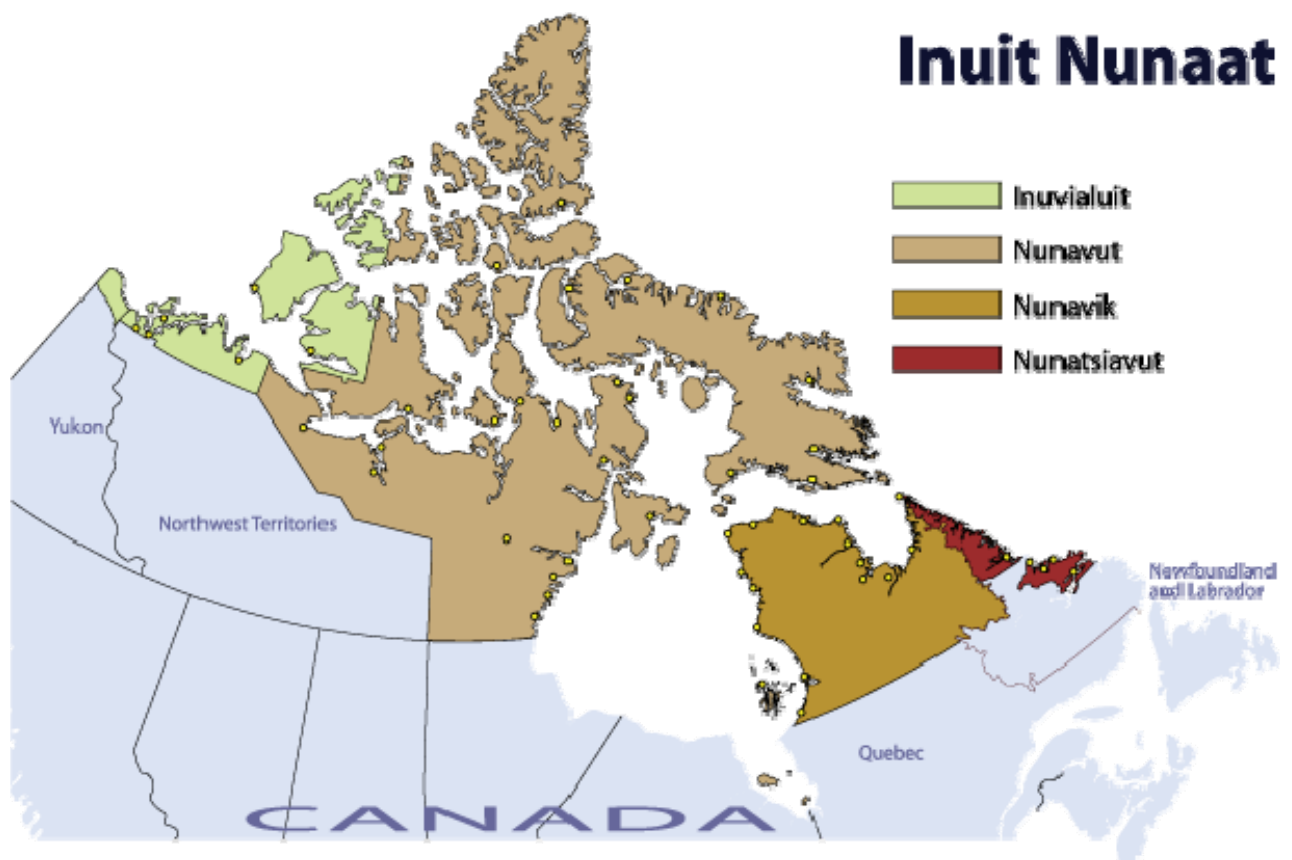 Inuit Nunaat
Inuvialuit
Nunavut
Nunavik
Nunatsiavut
Yukon
Northwest Territories
Newfoundland
and Labrador
Quebec
CANADA